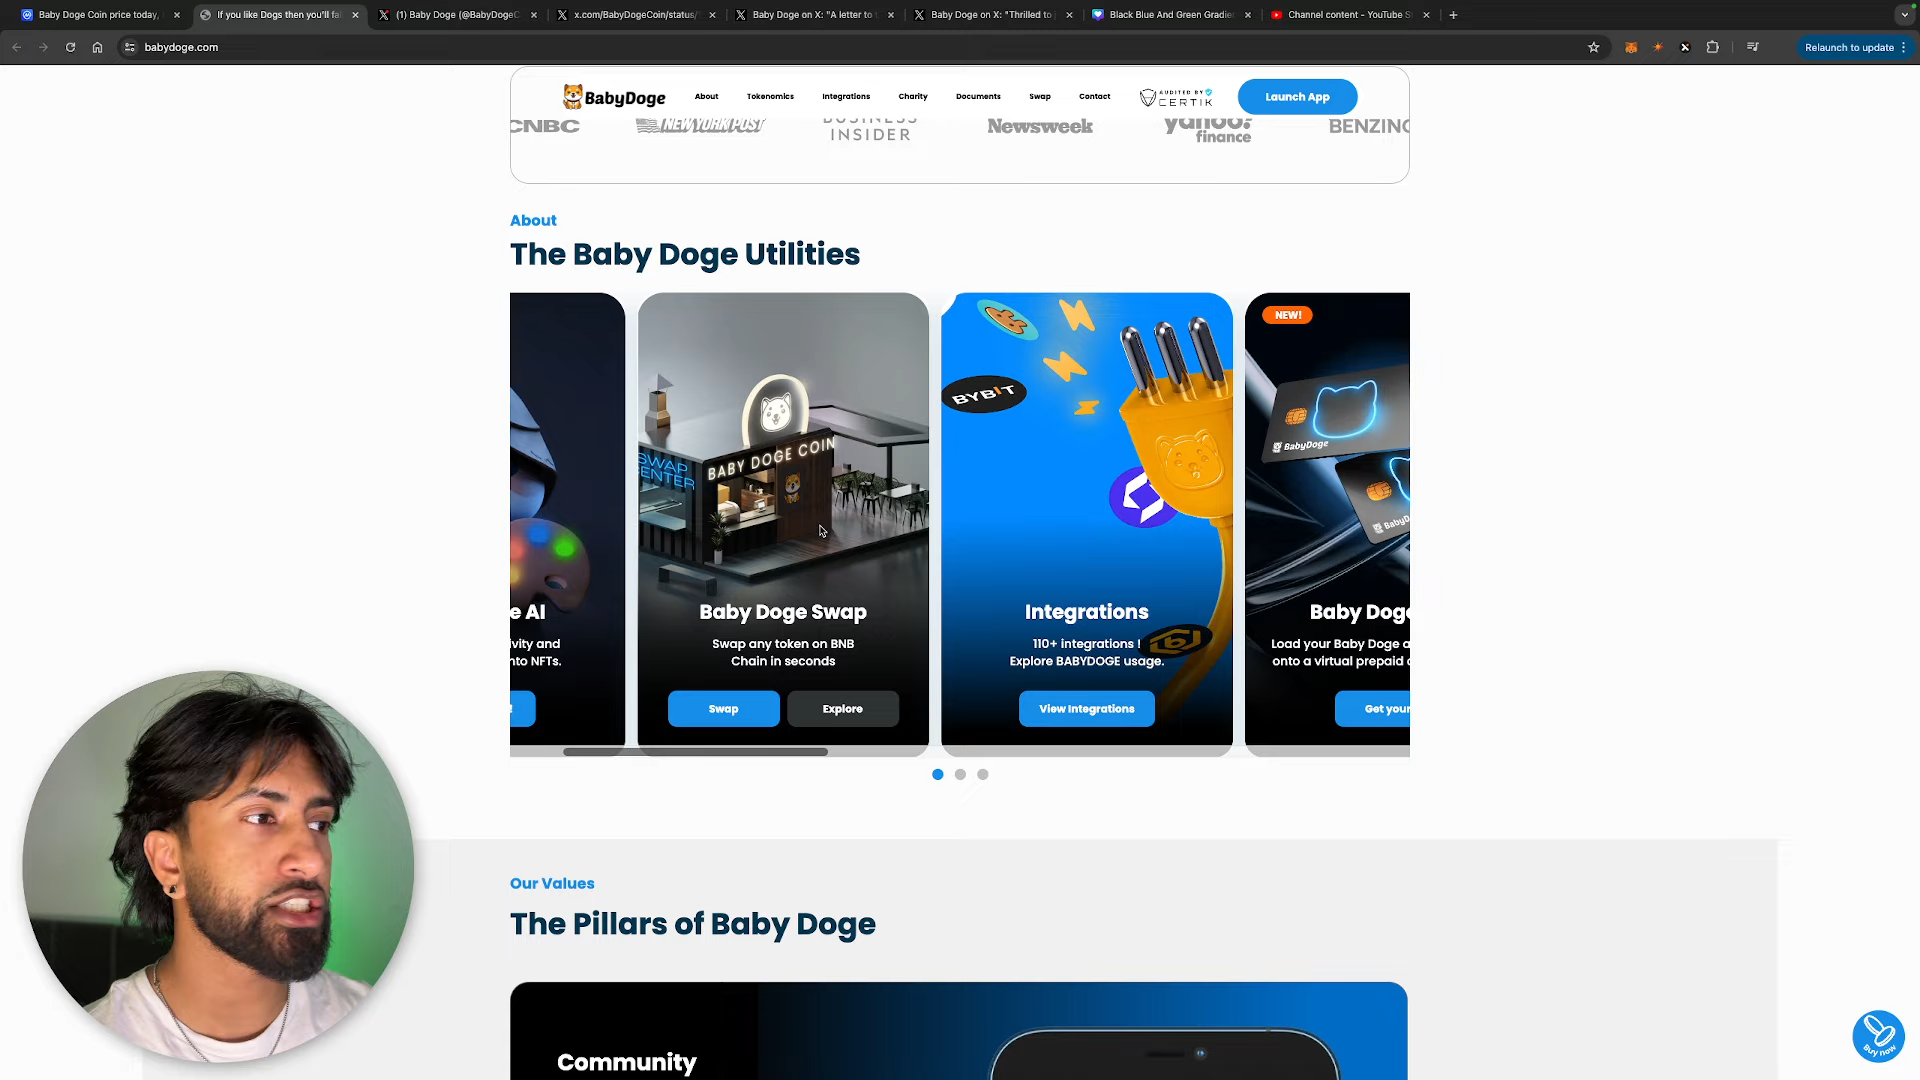 Baby Doge Coin price today,
If you like Dogs then you'll fa
(1) Baby Doge (@BabyDogeC
x.com/BabyDogeCoin/status/
Baby Doge on X: "A letter to
Baby Doge on X: "Thrilled to
Black Blue And Green Gradie
Channel content - YouTube S
babydoge.com
Relaunch to update
BabyDoge
About
Tokenomics
Integrations
Charity
Documents
Swap
Contact
AUDITED BY
CERTIK
Launch App
CNBC
NEW YORK POST
BUSINESS
INSIDER
Newsweek
yahoo!
finance
BENZING
About
The Baby Doge Utilities
e AI
ivity and
nto NFTs.
SWAP
CENTER
BABY DOGE COIN
Baby Doge Swap
Swap any token on BNB
Chain in seconds
Swap
Explore
BYBIT
Integrations
110+ integrations !
Explore BABYDOGE usage.
View Integrations
NEW!
BabyDoge
BabyDo
Baby Doge
Load your Baby Doge a
onto a virtual prepaid c
Get your
Our Values
The Pillars of Baby Doge
Community
Buy now